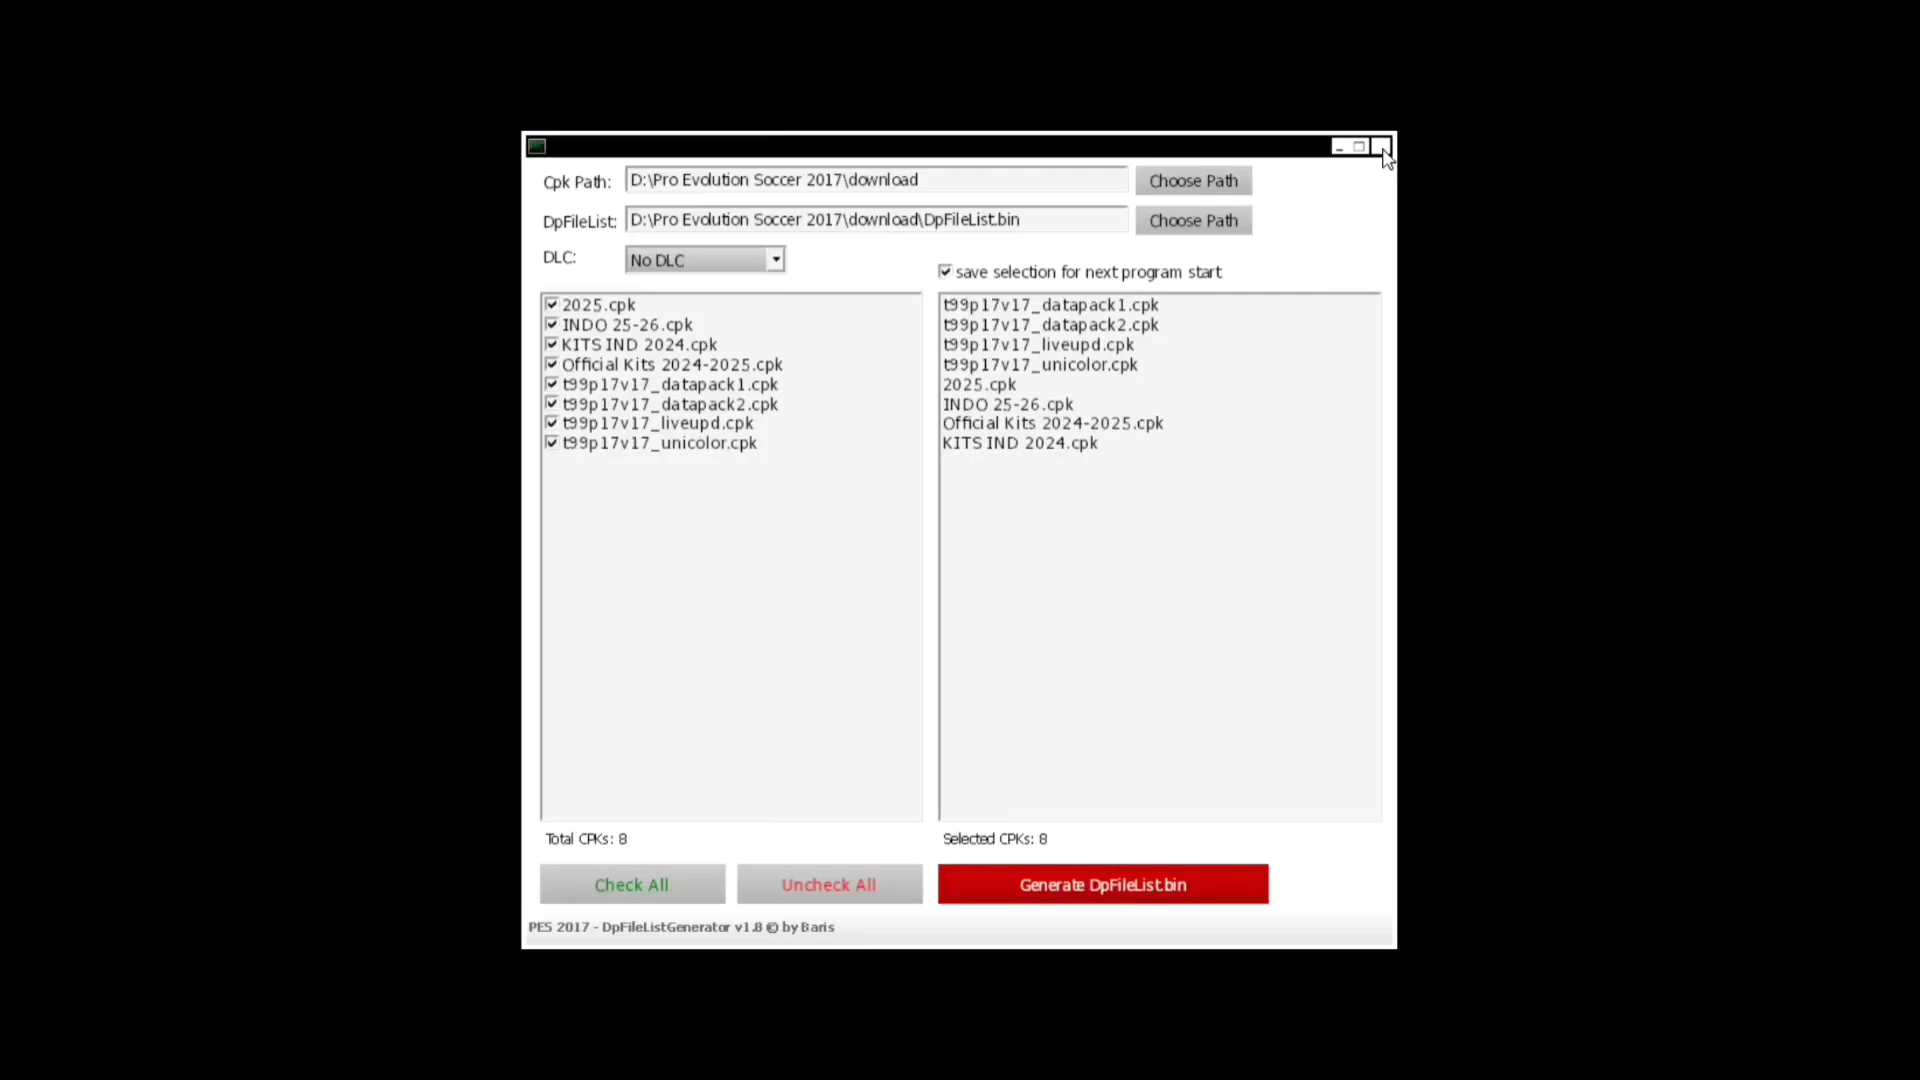 Cpk Path: D:\Pro Evolution Soccer 2017\download Choose Path
DpFileList: D:\Pro Evolution Soccer 2017\download\DpFileList.bin Choose Path
DLC: No DLC
save selection for next program start
2025.cpk
INDO 25-26.cpk
KITS IND 2024.cpk
Official Kits 2024-2025.cpk
t99p17v17_datapack1.cpk
t99p17v17_datapack2.cpk
t99p17v17_liveupd.cpk
t99p17v17_unicolor.cpk
t99p17v17_datapack1.cpk
t99p17v17_datapack2.cpk
t99p17v17_liveupd.cpk
t99p17v17_unicolor.cpk
2025.cpk
INDO 25-26.cpk
Official Kits 2024-2025.cpk
KITS IND 2024.cpk
Total CPKs: 8
Selected CPKs: 8
Check All Uncheck All Generate DpFileList.bin
PES 2017 - DpFileListGenerator v1.8 © by Baris